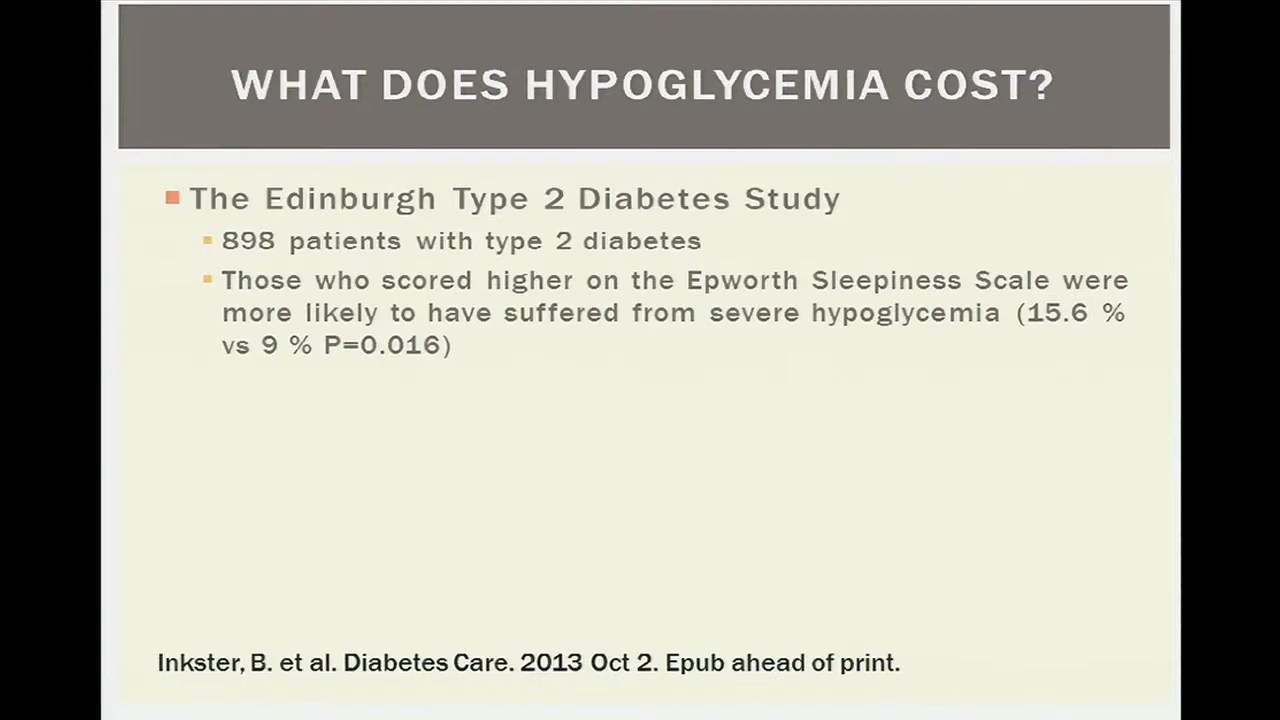 WHAT DOES HYPOGLYCEMIA COST?
The Edinburgh Type 2 Diabetes Study
898 patients with type 2 diabetes
Those who scored higher on the Epworth Sleepiness Scale were
more likely to have suffered from severe hypoglycemia (15.6 %
vs 9 % P=0.016)
Inkster, B. et al. Diabetes Care. 2013 Oct 2. Epub ahead of print.